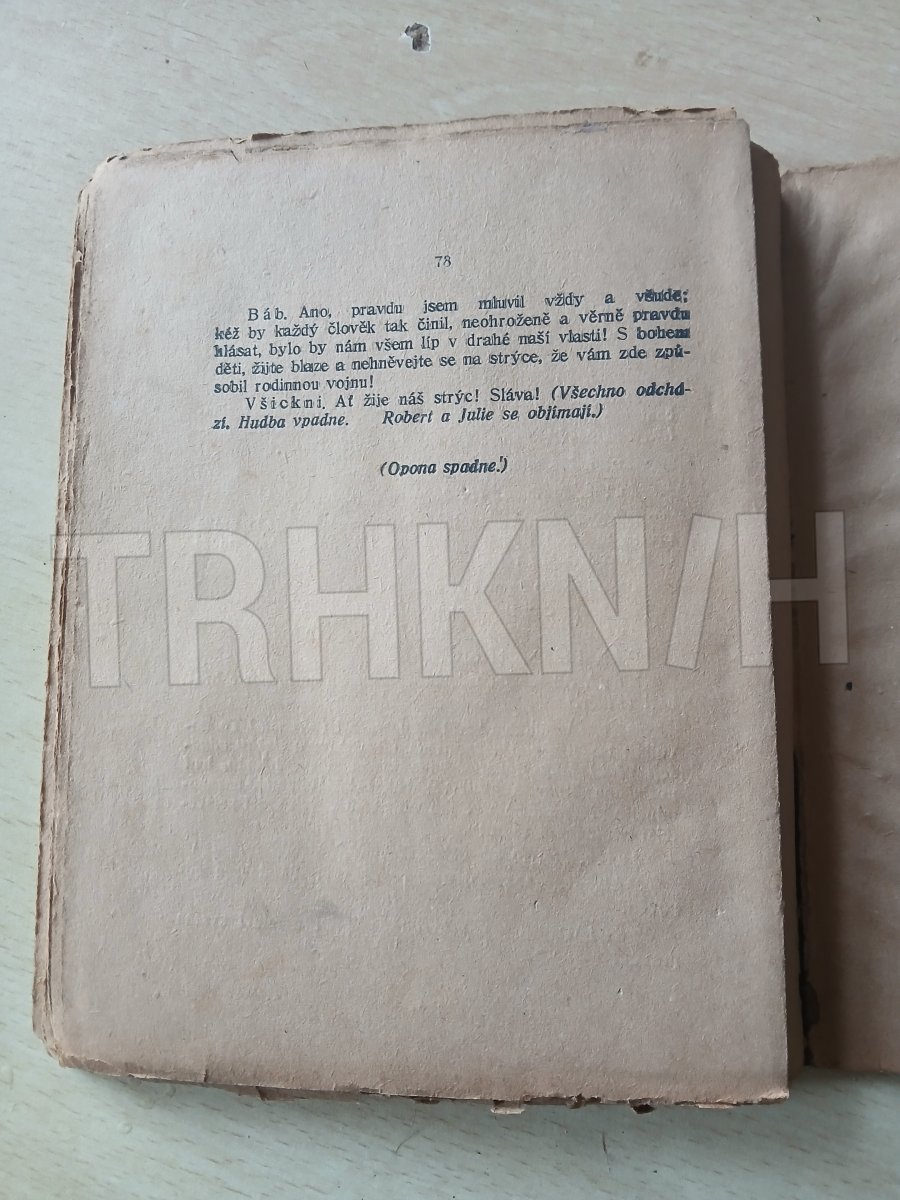 78
Báb. Ano, pravdu jsem mluvil vždy a všude;
kéž by každý člověk tak činil, neohroženě a věrně pravdu
hlásat, bylo by nám všem líp v drahé naší vlasti! S bohem
děti, žijte blaze a nehněvejte se na strýce, že vám zde způ-
sobil rodinnou vojnu!
Všickni. Ať žije náš strýc! Sláva! (Všechno odchá-
zí. Hudba vpadne. Robert a Julie se objímají.)
(Opona spadne.)
TRHKNIH